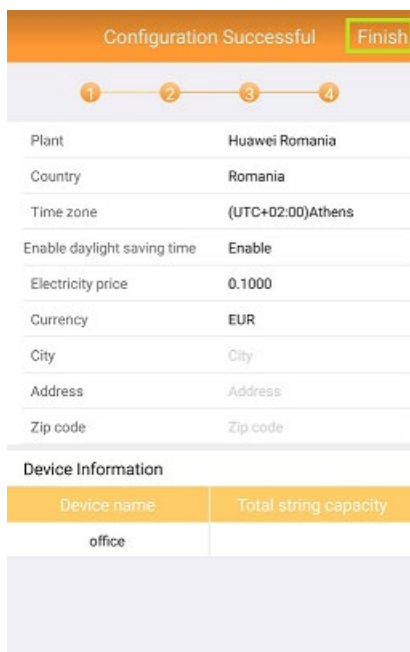 Configuration Successful Finish
1 2 3 4
Plant Huawei Romania
Country Romania
Time zone (UTC+02:00)Athens
Enable daylight saving time Enable
Electricity price 0.1000
Currency EUR
City City
Address Address
Zip code Zip code
Device Information
Device name Total string capacity
office